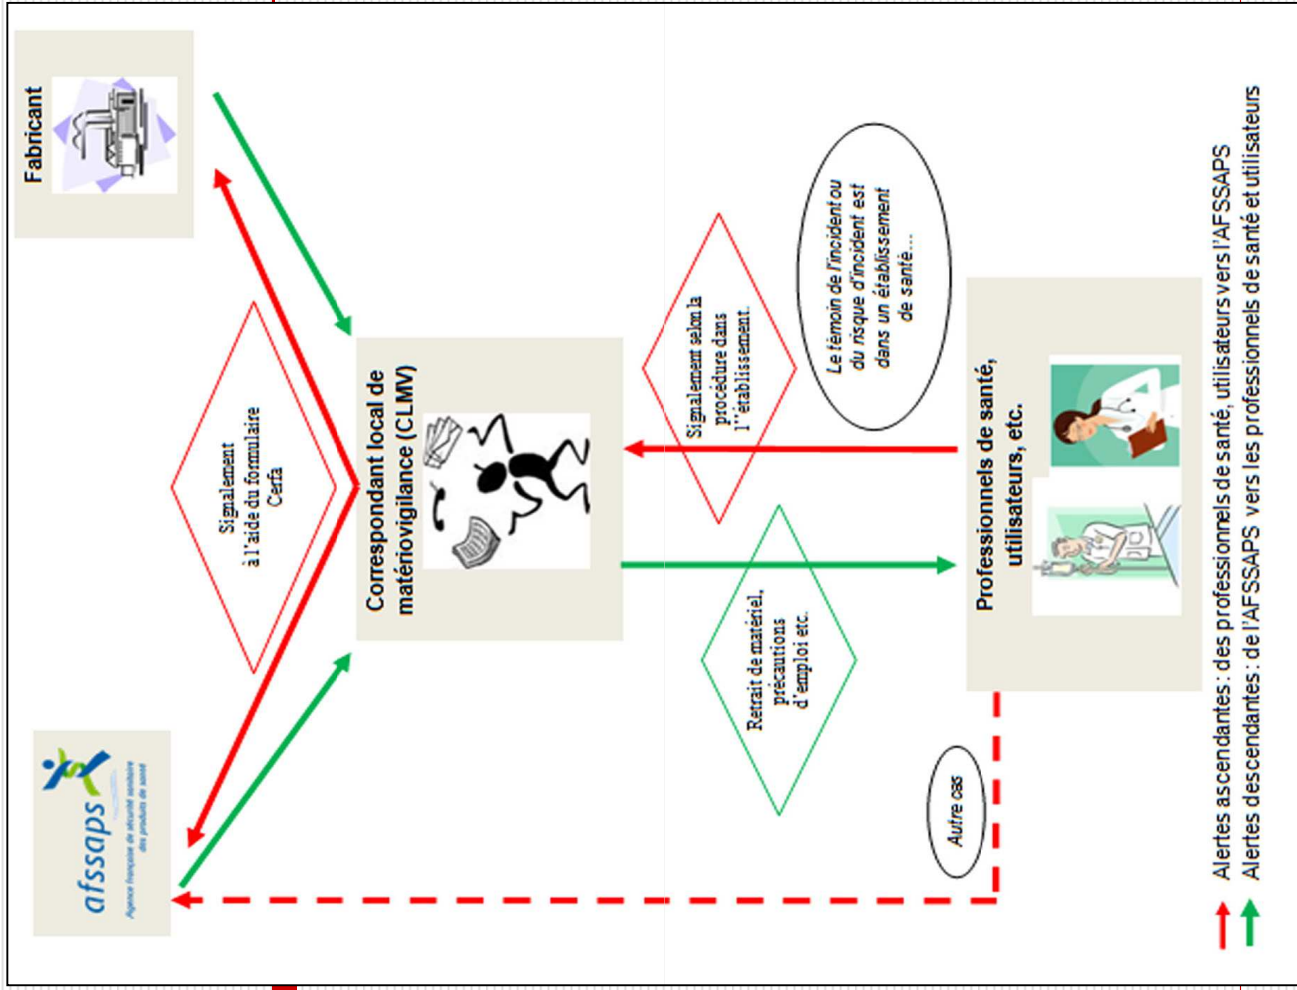 afssaps
Agence française de sécurité sanitaire
des produits de santé
Fabricant
Signalement
à l'aide du formulaire
Cerfa
Correspondant local de
matériovigilance (CLMV)
Retrait de matériel,
précautions
d'emploi etc.
Signalement selon la
procédure dans
l''établissement.
Le témoin de l'incident ou
du risque d'incident est
dans un établissement
de santé...
Autre cas
Professionnels de santé,
utilisateurs, etc.
Alertes ascendantes : des professionnels de santé, utilisateurs vers l'AFSSAPS
Alertes descendantes : de l'AFSSAPS vers les professionnels de santé et utilisateurs